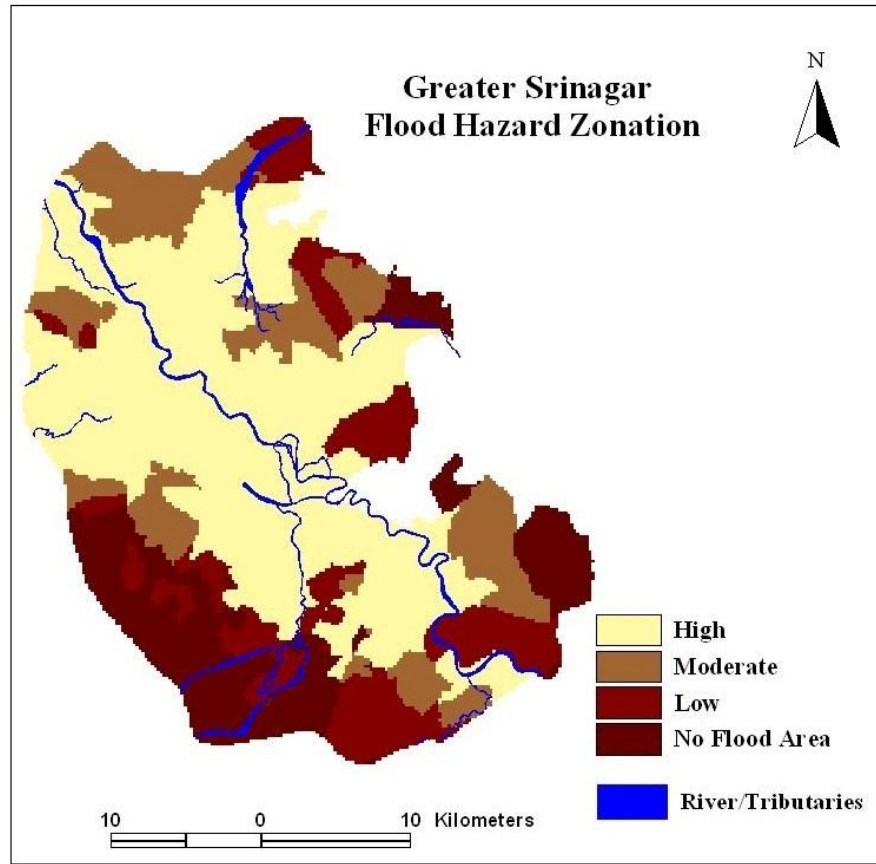 Greater Srinagar
Flood Hazard Zonation
N
High
Moderate
Low
No Flood Area
River/Tributaries
10 0 10 Kilometers